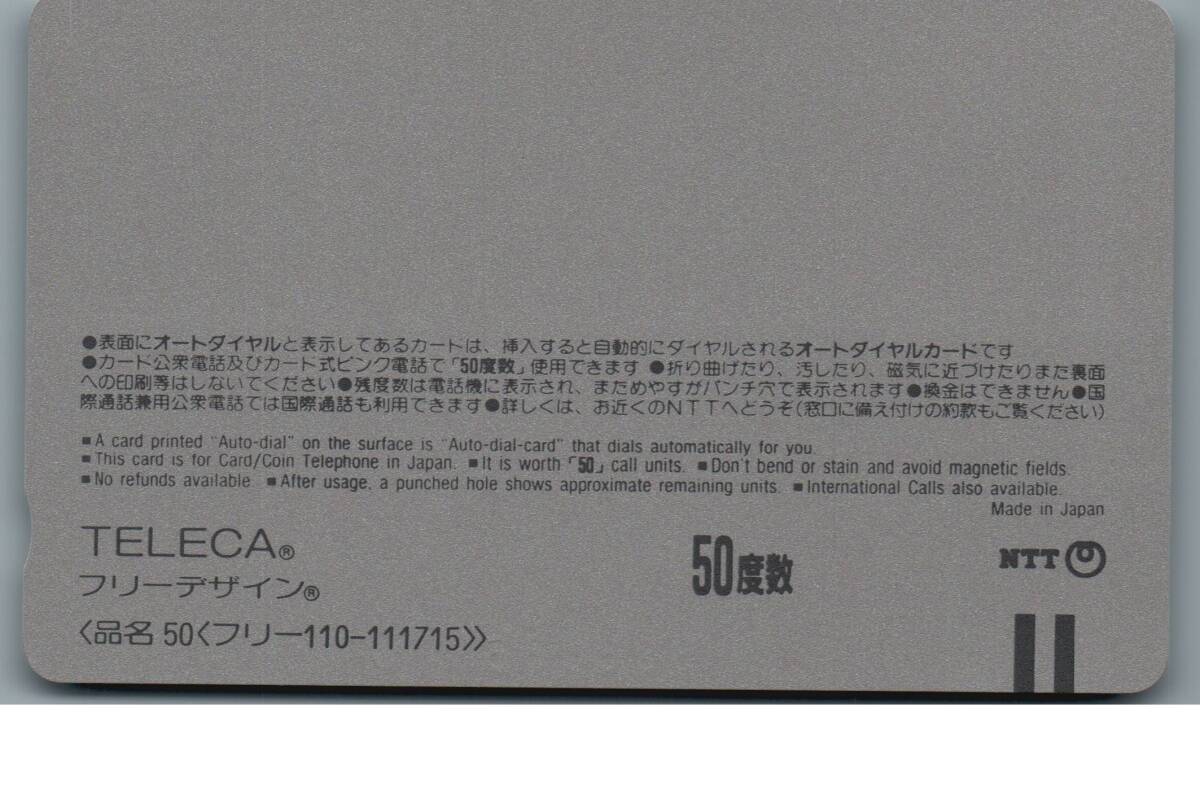 ●表面にオートダイヤルと表示してあるカートは、挿入すると自動的にダイヤルされるオートダイヤルカードです
●カード公衆電話及びカード式ピンク電話で「50度数」使用できます ●折り曲げたり、汚したり、磁気に近づけたりまた裏面
への印刷等はしないでください●残度数は電話機に表示され、まためやすがパンチ穴で表示されます●換金はできません●国
際通話兼用公衆電話では国際通話も利用できます●詳しくは、お近くのNTTへどうぞ(窓口に備え付けの約款もご覧ください)
■A card printed "Auto-dial" on the surface is "Auto-dial-card" that dials automatically for you.
■This card is for Card/Coin Telephone in Japan. ■It is worth「50」call units. ■Don't bend or stain and avoid magnetic fields.
■No refunds available. ■After usage, a punched hole shows approximate remaining units. ■International Calls also available.
Made in Japan
TELECA®
フリーデザイン®
50度数
NTT
〈品名 50〈フリー110-111715〉〉